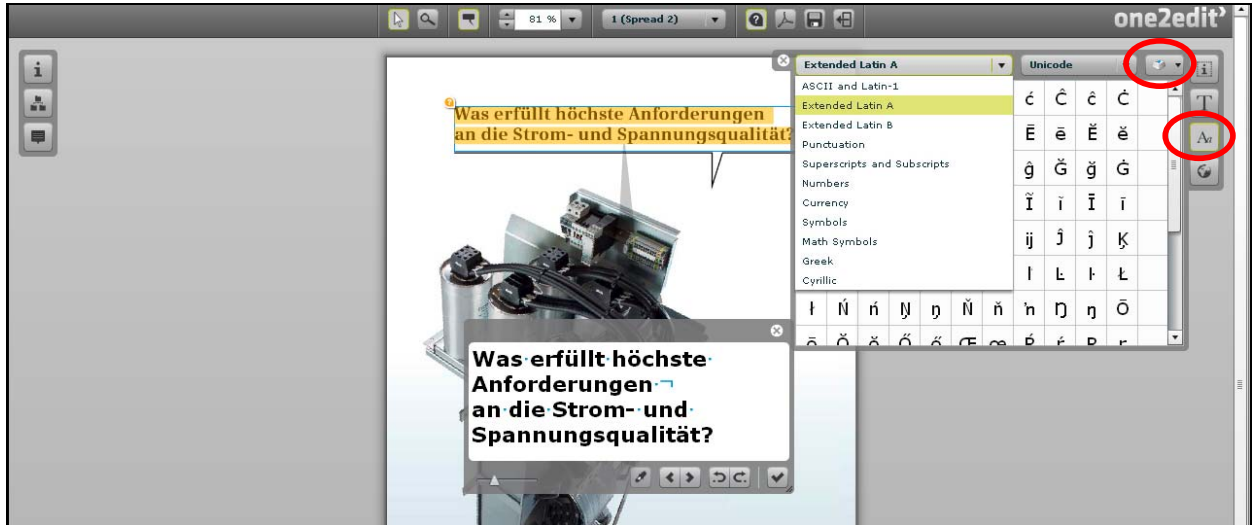 81 %
1 (Spread 2)
?
one2edit
i
Extended Latin A
Unicode
i
ASCII and Latin-1
Extended Latin A
Extended Latin B
Punctuation
Superscripts and Subscripts
Numbers
Currency
Symbols
Math Symbols
Greek
Cyrillic
ć Ĉ ĉ Ċ
Ē ē Ĕ ĕ
ĝ Ğ ğ Ġ
Ĩ ĩ Ī ī
ij Ĵ ĵ Ķ
ŀ Ł
ł Ń ń Ņ ņ Ň ň ŉ Ŋ ŋ Ō
ō Ŏ ŏ Ő ő Œ œ Ŕ ŕ Ŗ ŗ
T
Aa
Was erfüllt höchste Anforderungen
an die Strom- und Spannungsqualität?
Was·erfüllt·höchste·
Anforderungen·¬
an·die·Strom-·und·
Spannungsqualität?